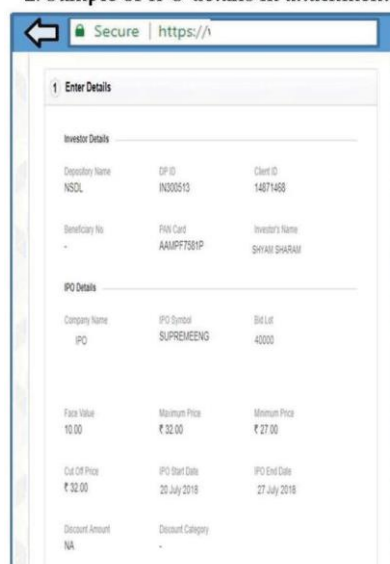 Secure | https://
1 Enter Details
Investor Details
Depository Name DP ID Client ID
NSDL IN300513 14871468
Beneficiary No PAN Card Investor's Name
- AAMPF7581P SHYAM SHARAM
IPO Details
Company Name IPO Symbol Bid Lot
IPO SUPREMEENG 40000
Face Value Maximum Price Minimum Price
10.00 ₹ 32.00 ₹ 27.00
Cut Off Price IPO Start Date IPO End Date
₹ 32.00 20 July 2018 27 July 2018
Discount Amount Discount Category
NA -